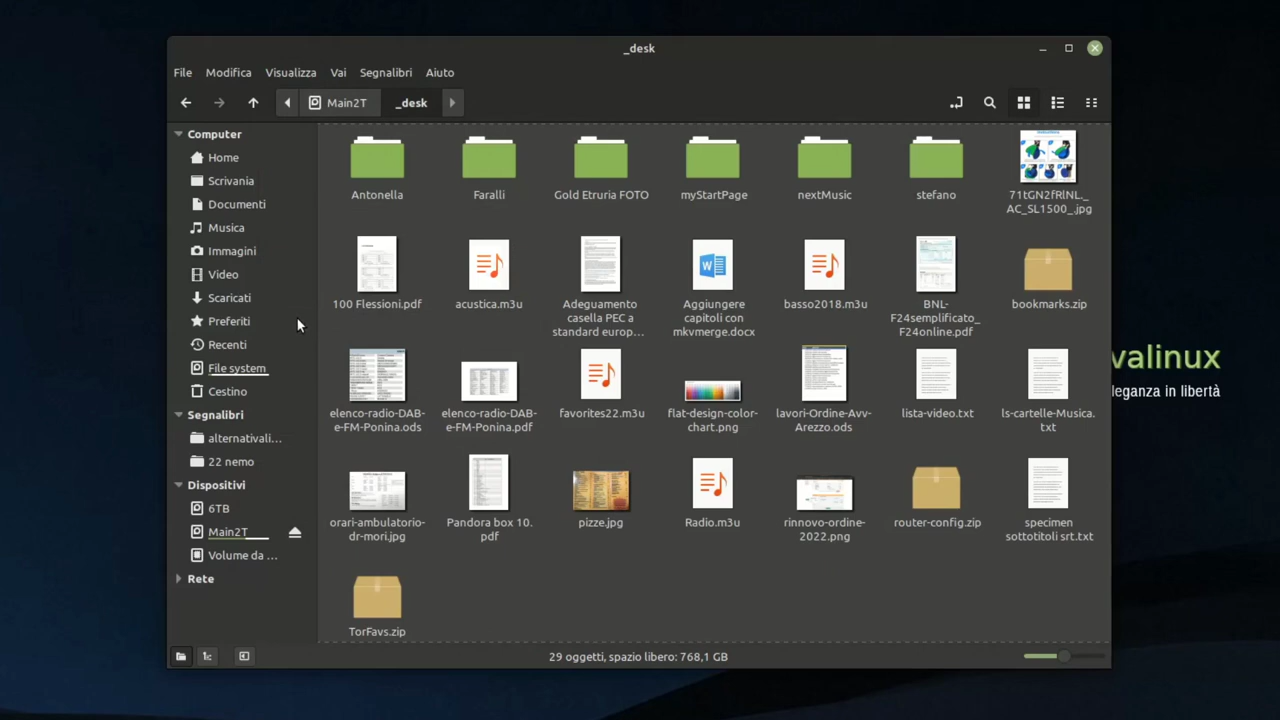 _desk
File Modifica Visualizza Vai Segnalibri Aiuto
Main2T _desk
Computer
Home
Scrivania
Documenti
Musica
Immagini
Video
Scaricati
Preferiti
Recenti
File system
Cestino
Segnalibri
alternativali...
22 nemo
Dispositivi
6TB
Main2T
Volume da ...
Rete
Antonella
Faralli
Gold Etruria FOTO
myStartPage
nextMusic
stefano
71tGN2fRlNL._
AC_SL1500_.jpg
100 Flessioni.pdf
acustica.m3u
Adeguamento
casella PEC a
standard europ...
Aggiungere
capitoli con
mkvmerge.docx
basso2018.m3u
BNL-
F24semplificato_
F24online.pdf
bookmarks.zip
elenco-radio-DAB-
e-FM-Ponina.ods
elenco-radio-DAB-
e-FM-Ponina.pdf
favorites22.m3u
flat-design-color-
chart.png
lavori-Ordine-Avv-
Arezzo.ods
lista-video.txt
ls-cartelle-Musica.
txt
orari-ambulatorio-
dr-mori.jpg
Pandora box 10.
pdf
pizze.jpg
Radio.m3u
rinnovo-ordine-
2022.png
router-config.zip
specimen
sottotitoli srt.txt
TorFavs.zip
29 oggetti, spazio libero: 768,1 GB
valinux
leganza in libertà